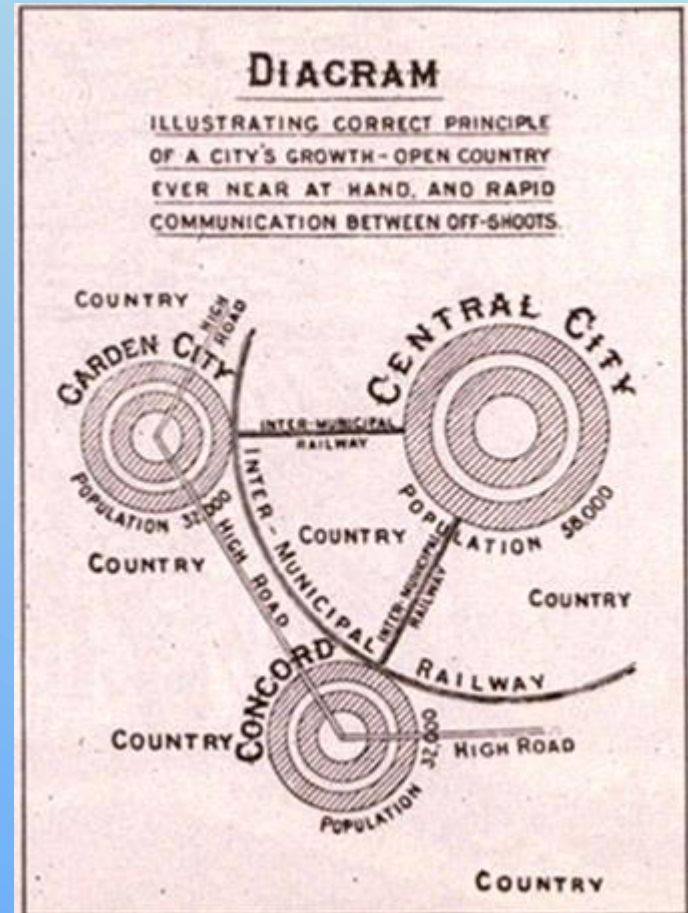 DIAGRAM
ILLUSTRATING CORRECT PRINCIPLE
OF A CITY'S GROWTH - OPEN COUNTRY
EVER NEAR AT HAND, AND RAPID
COMMUNICATION BETWEEN OFF-SHOOTS.
COUNTRY
HIGH
ROAD
GARDEN CITY
POPULATION 32,000
CENTRAL CITY
POPULATION 58,000
INTER-MUNICIPAL
RAILWAY
INTER-MUNICIPAL RAILWAY
COUNTRY
COUNTRY
HIGH ROAD
INTER-MUNICIPAL
RAILWAY
COUNTRY
CONCORD
POPULATION 32,000
COUNTRY
HIGH ROAD
COUNTRY